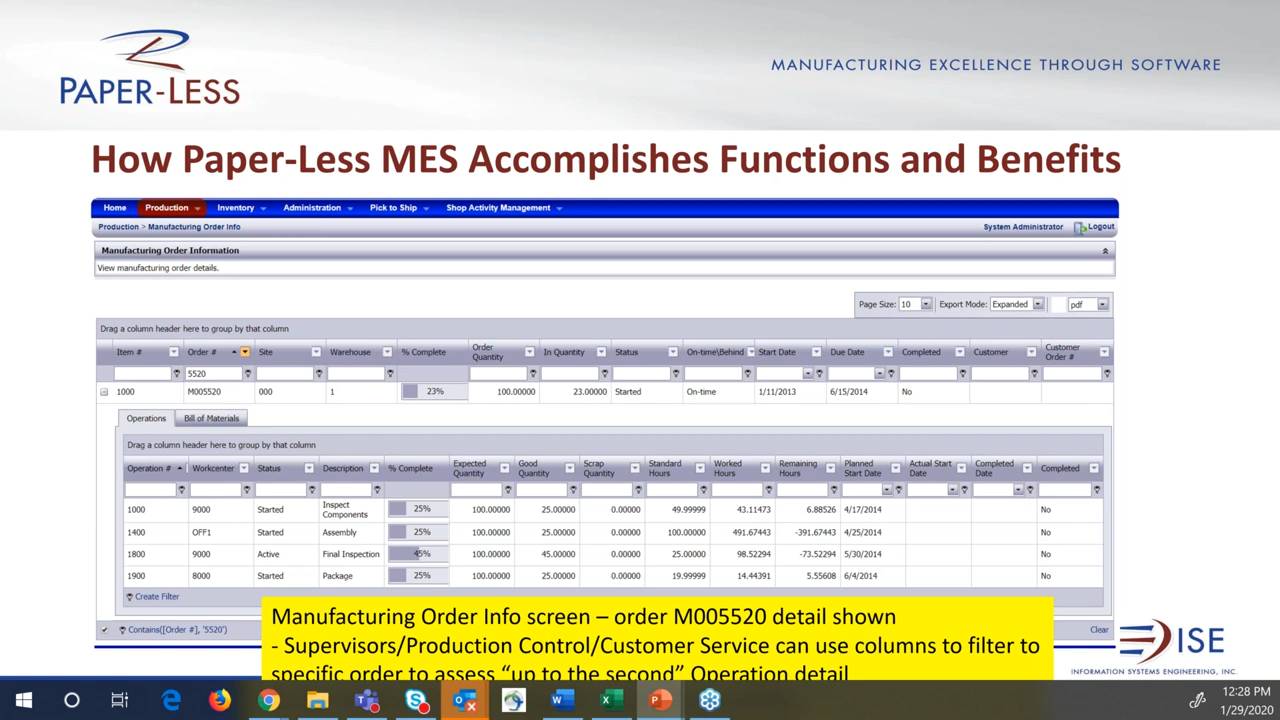 PAPER-LESS
MANUFACTURING EXCELLENCE THROUGH SOFTWARE
How Paper-Less MES Accomplishes Functions and Benefits
Home Production Inventory Administration Pick to Ship Shop Activity Management
Production > Manufacturing Order Info System Administrator Logout
Manufacturing Order Information
View manufacturing order details.
Page Size: 10 Export Mode: Expanded pdf
Drag a column header here to group by that column
Item # Order # Site Warehouse % Complete Order Quantity In Quantity Status On-time\Behind Start Date Due Date Completed Customer Customer Order #
5520
1000 M005520 000 1 23% 100.00000 23.00000 Started On-time 1/11/2013 6/15/2014 No
Operations Bill of Materials
Drag a column header here to group by that column
Operation # Workcenter Status Description % Complete Expected Quantity Good Quantity Scrap Quantity Standard Hours Worked Hours Remaining Hours Planned Start Date Actual Start Date Completed Date Completed
1000 9000 Started Inspect Components 25% 100.00000 25.00000 0.00000 49.99999 43.11473 6.88526 4/17/2014 No
1400 OFF1 Started Assembly 25% 100.00000 25.00000 0.00000 100.00000 491.67443 -391.67443 4/25/2014 No
1800 9000 Active Final Inspection 45% 100.00000 45.00000 0.00000 25.00000 98.52294 -73.52294 5/30/2014 No
1900 8000 Started Package 25% 100.00000 25.00000 0.00000 19.99999 14.44391 5.55608 6/4/2014 No
Create Filter
Contains([Order #], '5520') Clear
Manufacturing Order Info screen – order M005520 detail shown
- Supervisors/Production Control/Customer Service can use columns to filter to
specific order to assess “up to the second” Operation detail
ISE
INFORMATION SYSTEMS ENGINEERING, INC.
12:28 PM
1/29/2020